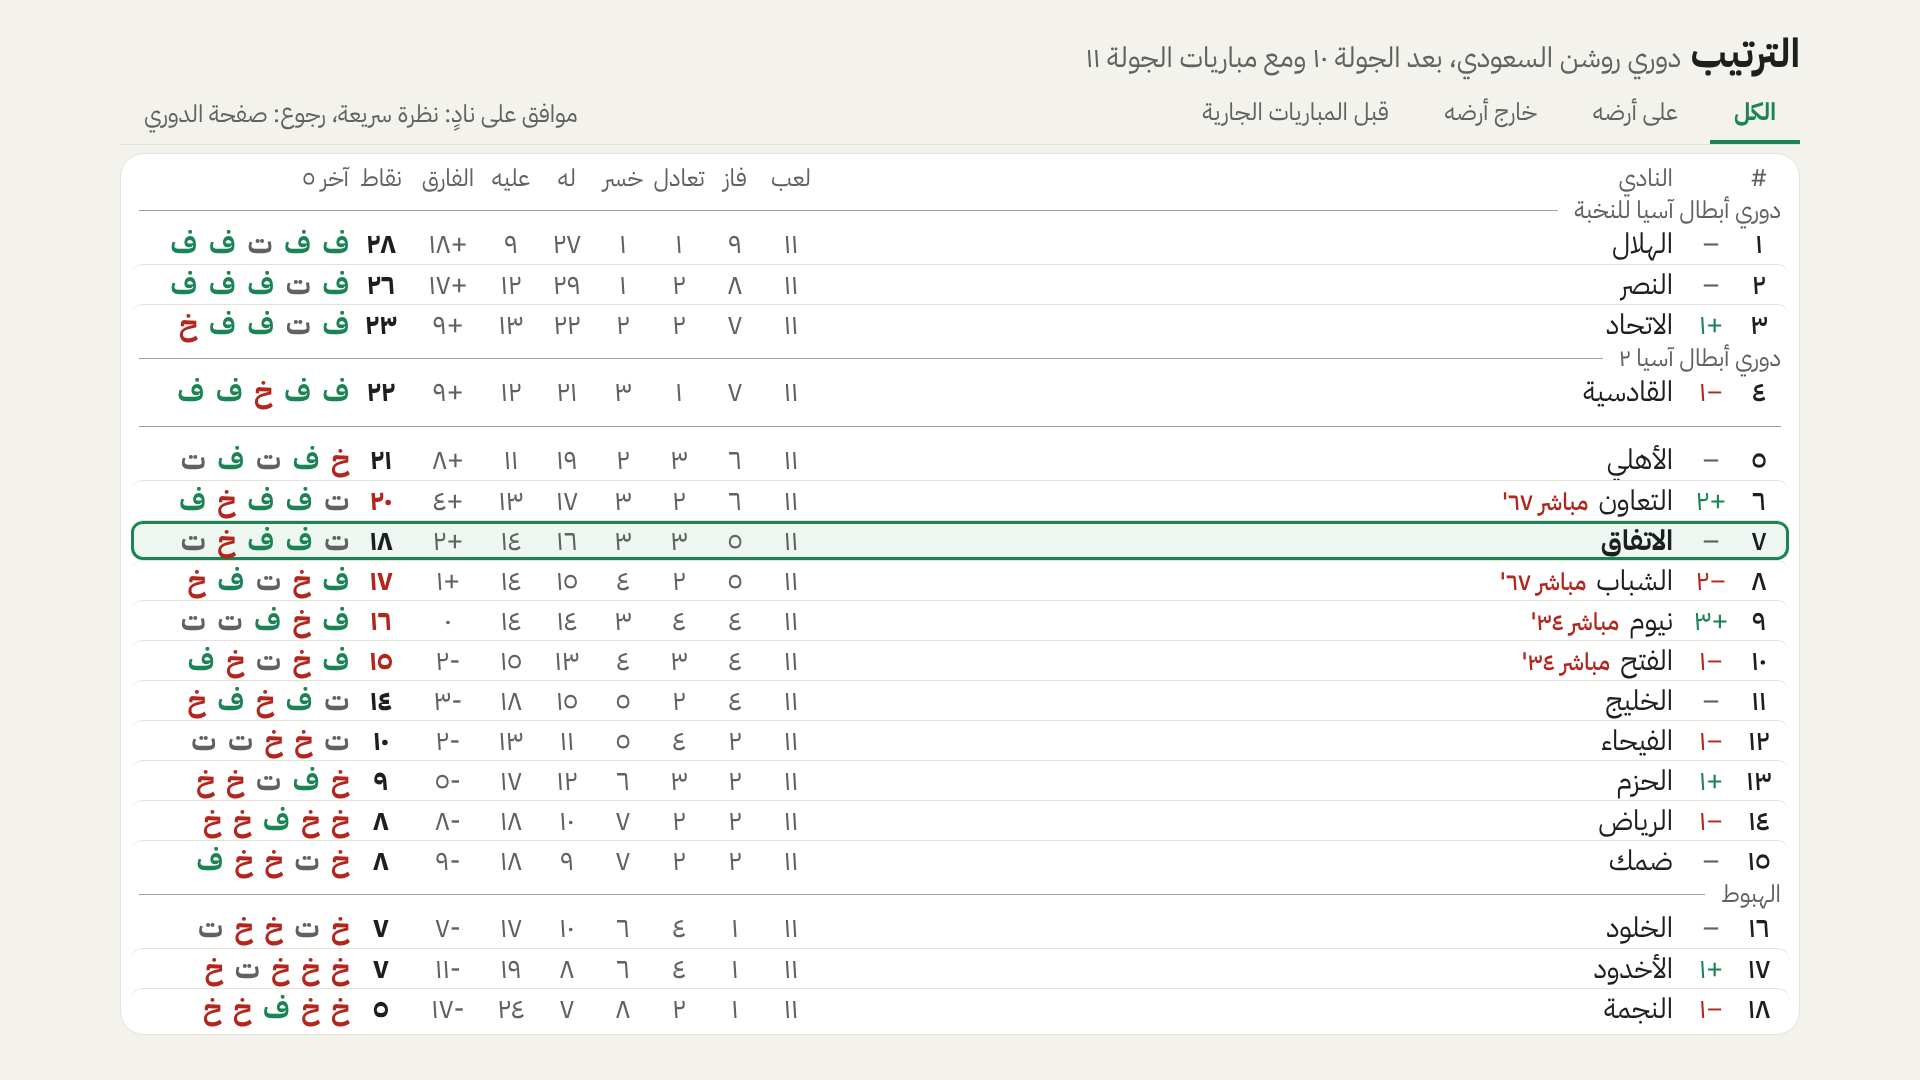 الترتيب دوري روشن السعودي، بعد الجولة ١٠ ومع مباريات الجولة ١١
الكل على أرضه خارج أرضه قبل المباريات الجارية موافق على نادٍ: نظرة سريعة، رجوع: صفحة الدوري
# النادي لعب فاز تعادل خسر له عليه الفارق نقاط آخر ٥
دوري أبطال آسيا للنخبة
١ – الهلال ١١ ٩ ١ ١ ٢٧ ٩ +١٨ ٢٨ ف ف ت ف ف
٢ – النصر ١١ ٨ ٢ ١ ٢٩ ١٢ +١٧ ٢٦ ف ت ف ف ف
٣ +١ الاتحاد ١١ ٧ ٢ ٢ ٢٢ ١٣ +٩ ٢٣ ف ت ف ف خ
دوري أبطال آسيا ٢
٤ –١ القادسية ١١ ٧ ١ ٣ ٢١ ١٢ +٩ ٢٢ ف ف خ ف ف
٥ – الأهلي ١١ ٦ ٣ ٢ ١٩ ١١ +٨ ٢١ خ ف ت ف ت
٦ +٢ التعاون مباشر ٦٧' ١١ ٦ ٢ ٣ ١٧ ١٣ +٤ ٢٠ ت ف ف خ ف
٧ – الاتفاق ١١ ٥ ٣ ٣ ١٦ ١٤ +٢ ١٨ ت ف ف خ ت
٨ –٢ الشباب مباشر ٦٧' ١١ ٥ ٢ ٤ ١٥ ١٤ +١ ١٧ ف خ ت ف خ
٩ +٣ نيوم مباشر ٣٤' ١١ ٤ ٤ ٣ ١٤ ١٤ ٠ ١٦ ف خ ف ت ت
١٠ –١ الفتح مباشر ٣٤' ١١ ٤ ٣ ٤ ١٣ ١٥ -٢ ١٥ ف خ ت خ ف
١١ – الخليج ١١ ٤ ٢ ٥ ١٥ ١٨ -٣ ١٤ ت ف خ ف خ
١٢ –١ الفيحاء ١١ ٢ ٤ ٥ ١١ ١٣ -٢ ١٠ ت خ خ ت ت
١٣ +١ الحزم ١١ ٢ ٣ ٦ ١٢ ١٧ -٥ ٩ خ ف ت خ خ
١٤ –١ الرياض ١١ ٢ ٢ ٧ ١٠ ١٨ -٨ ٨ خ خ ف خ خ
١٥ – ضمك ١١ ٢ ٢ ٧ ٩ ١٨ -٩ ٨ خ ت خ خ ف
الهبوط
١٦ – الخلود ١١ ١ ٤ ٦ ١٠ ١٧ -٧ ٧ خ ت خ خ ت
١٧ +١ الأخدود ١١ ١ ٤ ٦ ٨ ١٩ -١١ ٧ خ خ خ ت خ
١٨ –١ النجمة ١١ ١ ٢ ٨ ٧ ٢٤ -١٧ ٥ خ خ ف خ خ